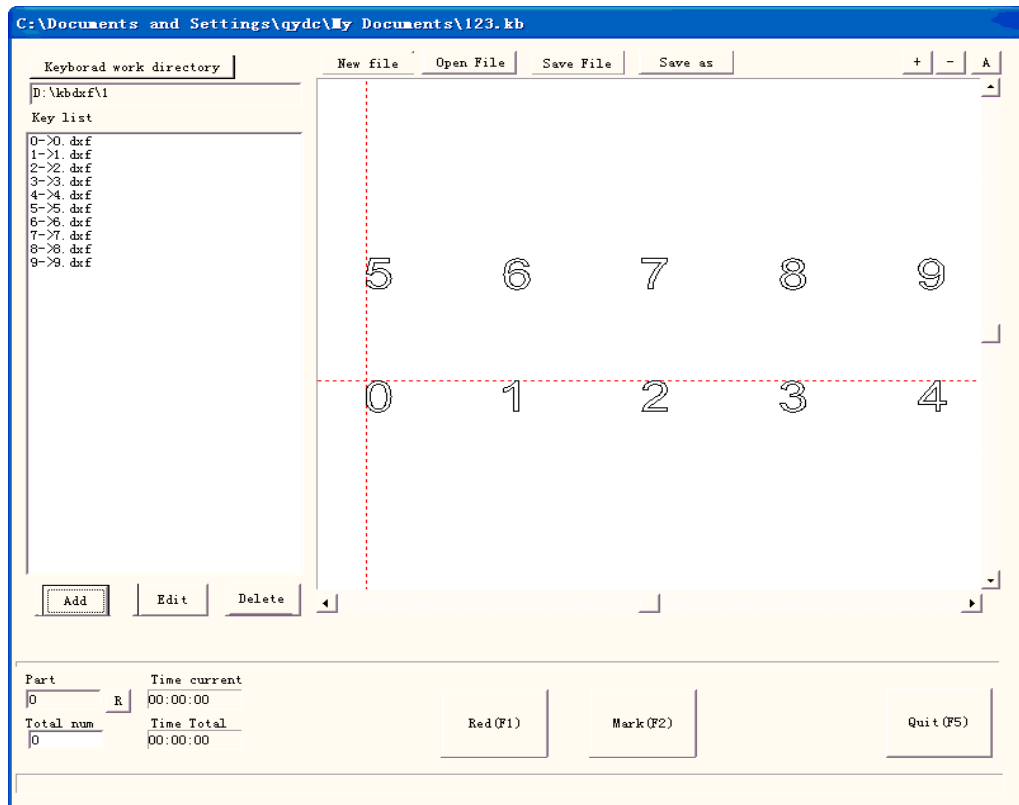 C:\Documents and Settings\qydc\My Documents\123.kb
Keyborad work directory
New file Open File Save File Save as + - A
D:\kbdxf\1
Key list
0->0.dxf
1->1.dxf
2->2.dxf
3->3.dxf
4->4.dxf
5->5.dxf
6->6.dxf
7->7.dxf
8->8.dxf
9->9.dxf
5 6 7 8 9
0 1 2 3 4
Add Edit Delete
Part Time current
0 R 00:00:00
Total num Time Total
0 00:00:00
Red(F1) Mark(F2) Quit(F5)